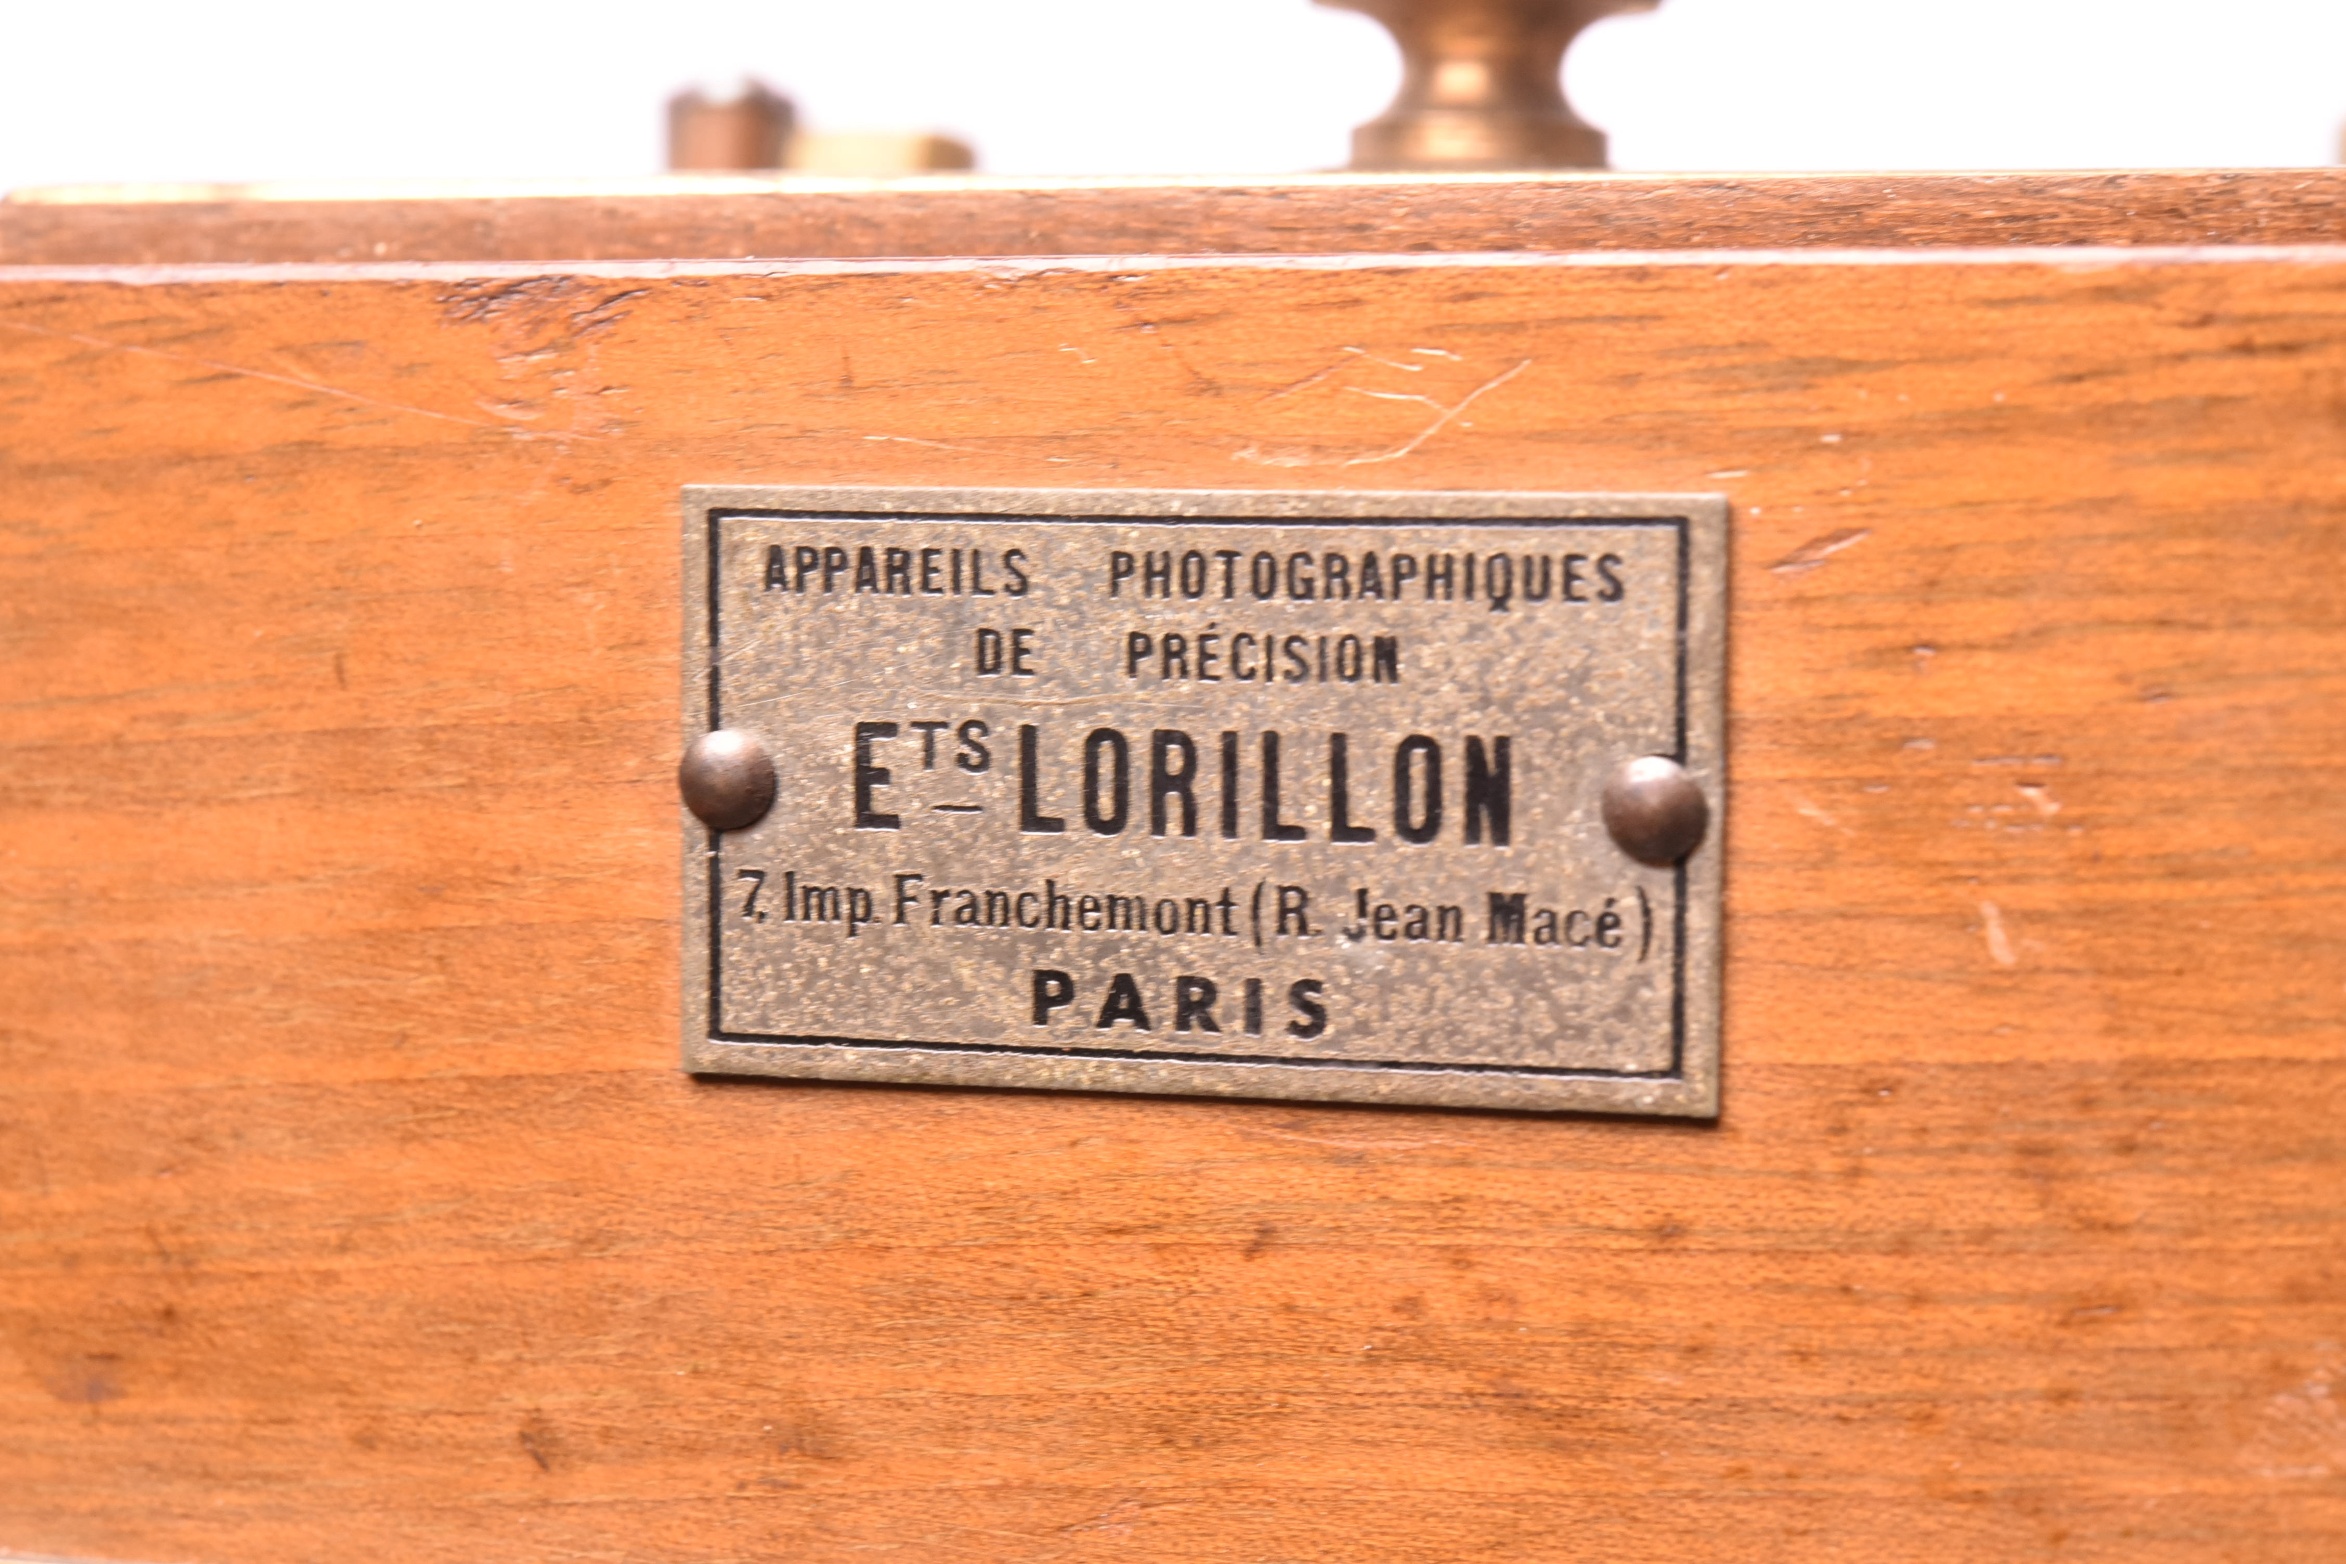 APPAREILS PHOTOGRAPHIQUES
DE PRÉCISION
ETS LORILLON
7, Imp. Franchemont (R. Jean Macé)
PARIS